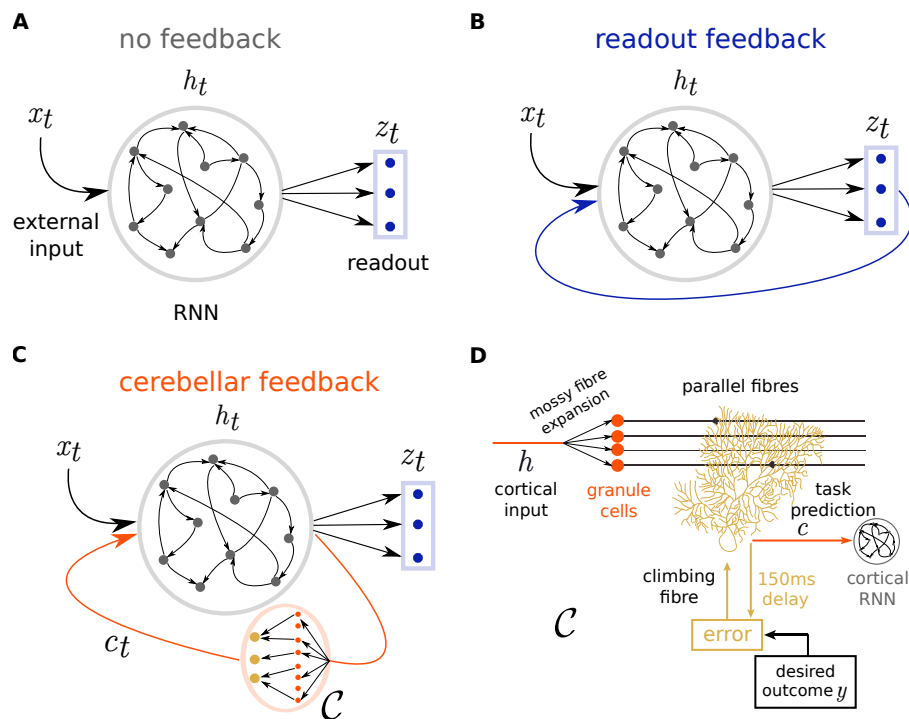 A
no feedback
h_t
x_t
z_t
external
input
readout
RNN
B
readout feedback
h_t
x_t
z_t
C
cerebellar feedback
h_t
x_t
z_t
c_t
𝒞
D
mossy fibre
expansion
parallel fibres
h
cortical
input
granule
cells
task
prediction
c
cortical
RNN
climbing
fibre
150ms
delay
𝒞
error
desired
outcome y